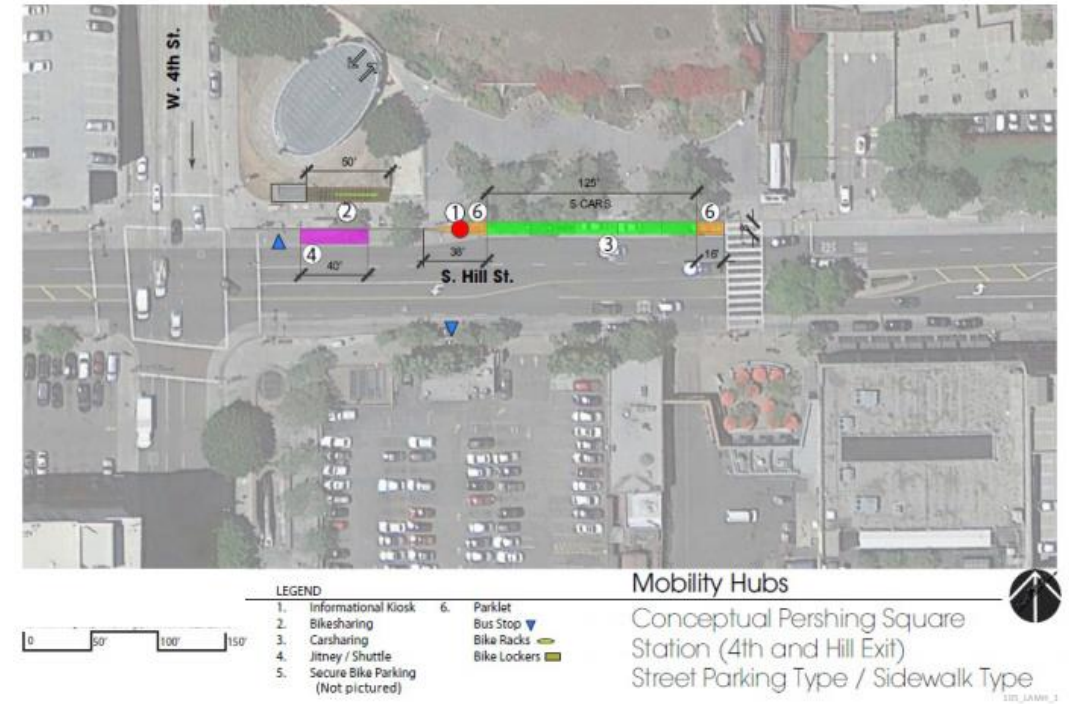 W. 4th St.
50'
2
1
6
125'
5 CARS
6
3
4
40'
38'
16'
7'
S. Hill St.
LEGEND
1. Informational Kiosk
2. Bikesharing
3. Carsharing
4. Jitney / Shuttle
5. Secure Bike Parking
(Not pictured)
6. Parklet
Bus Stop
Bike Racks
Bike Lockers
0 50' 100' 150'
Mobility Hubs
Conceptual Pershing Square
Station (4th and Hill Exit)
Street Parking Type / Sidewalk Type